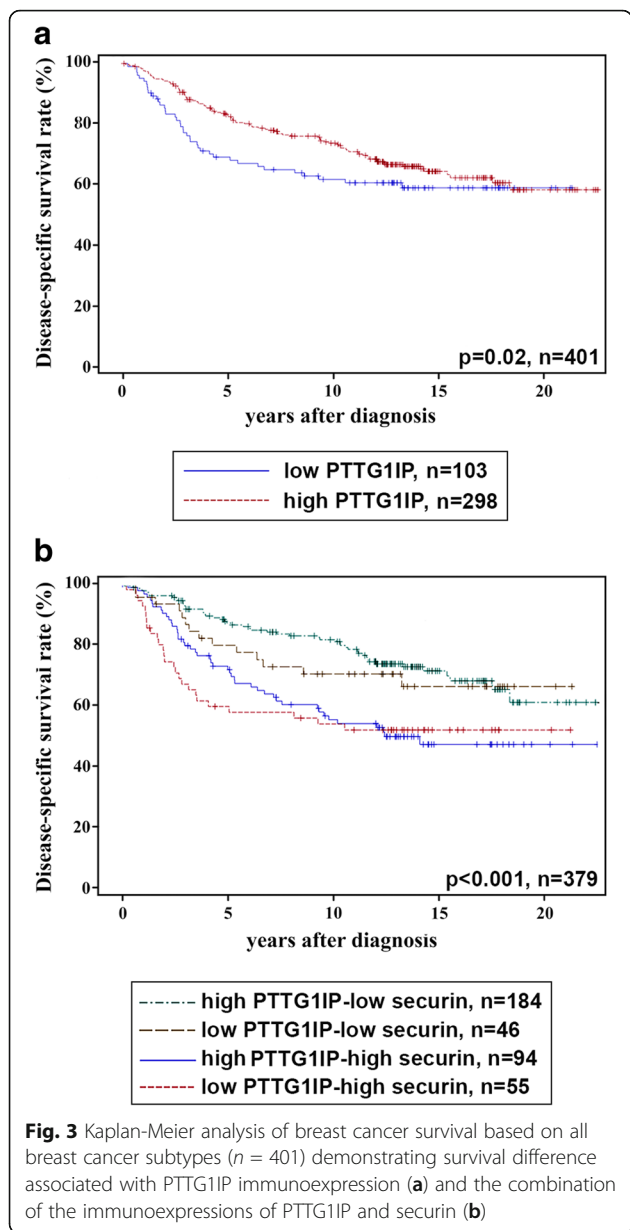 a
100
80
60
40
20
0
Disease-specific survival rate (%)
p=0.02, n=401
0 5 10 15 20
years after diagnosis
low PTTG1IP, n=103
high PTTG1IP, n=298
b
100
80
60
40
20
0
Disease-specific survival rate (%)
p<0.001, n=379
0 5 10 15 20
years after diagnosis
high PTTG1IP-low securin, n=184
low PTTG1IP-low securin, n=46
high PTTG1IP-high securin, n=94
low PTTG1IP-high securin, n=55
Fig. 3 Kaplan-Meier analysis of breast cancer survival based on all
breast cancer subtypes (n = 401) demonstrating survival difference
associated with PTTG1IP immunoexpression (a) and the combination
of the immunoexpressions of PTTG1IP and securin (b)